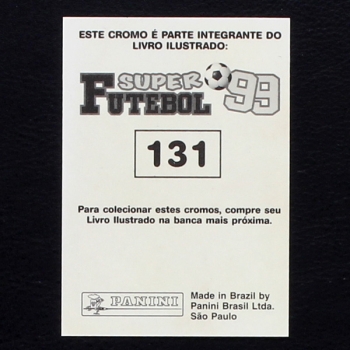 ESTE CROMO É PARTE INTEGRANTE DO
LIVRO ILUSTRADO:
SUPER
FUTEBOL 99
131
Para colecionar estes cromos, compre seu
Livro Ilustrado na banca mais próxima.
PANINI
Made in Brazil by
Panini Brasil Ltda.
São Paulo